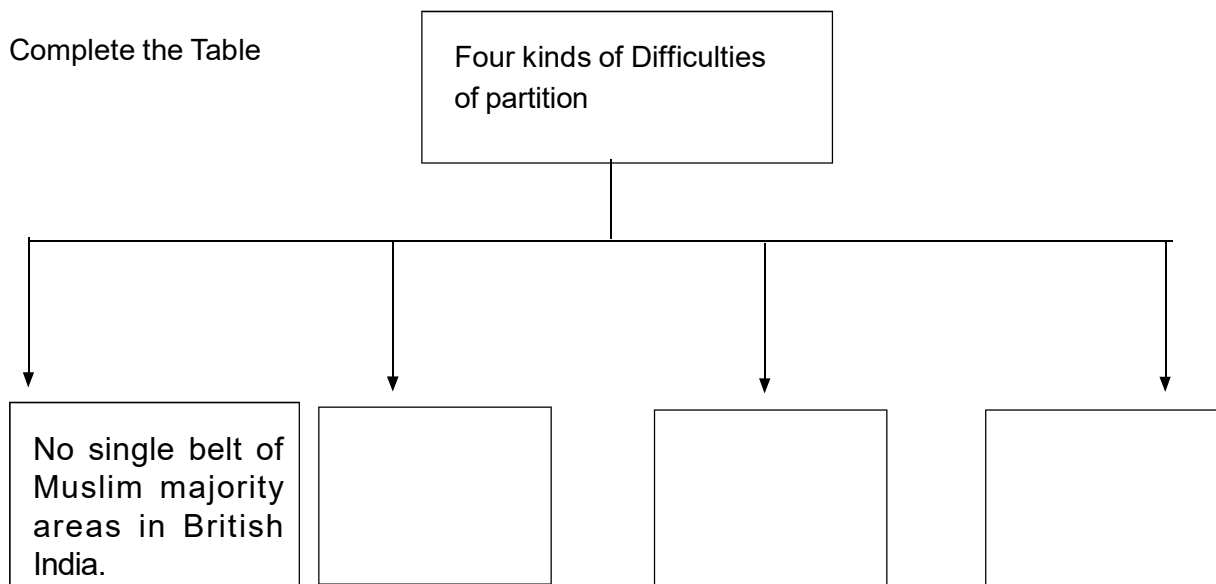 Complete the Table
Four kinds of Difficulties
of partition
No single belt of
Muslim majority
areas in British
India.